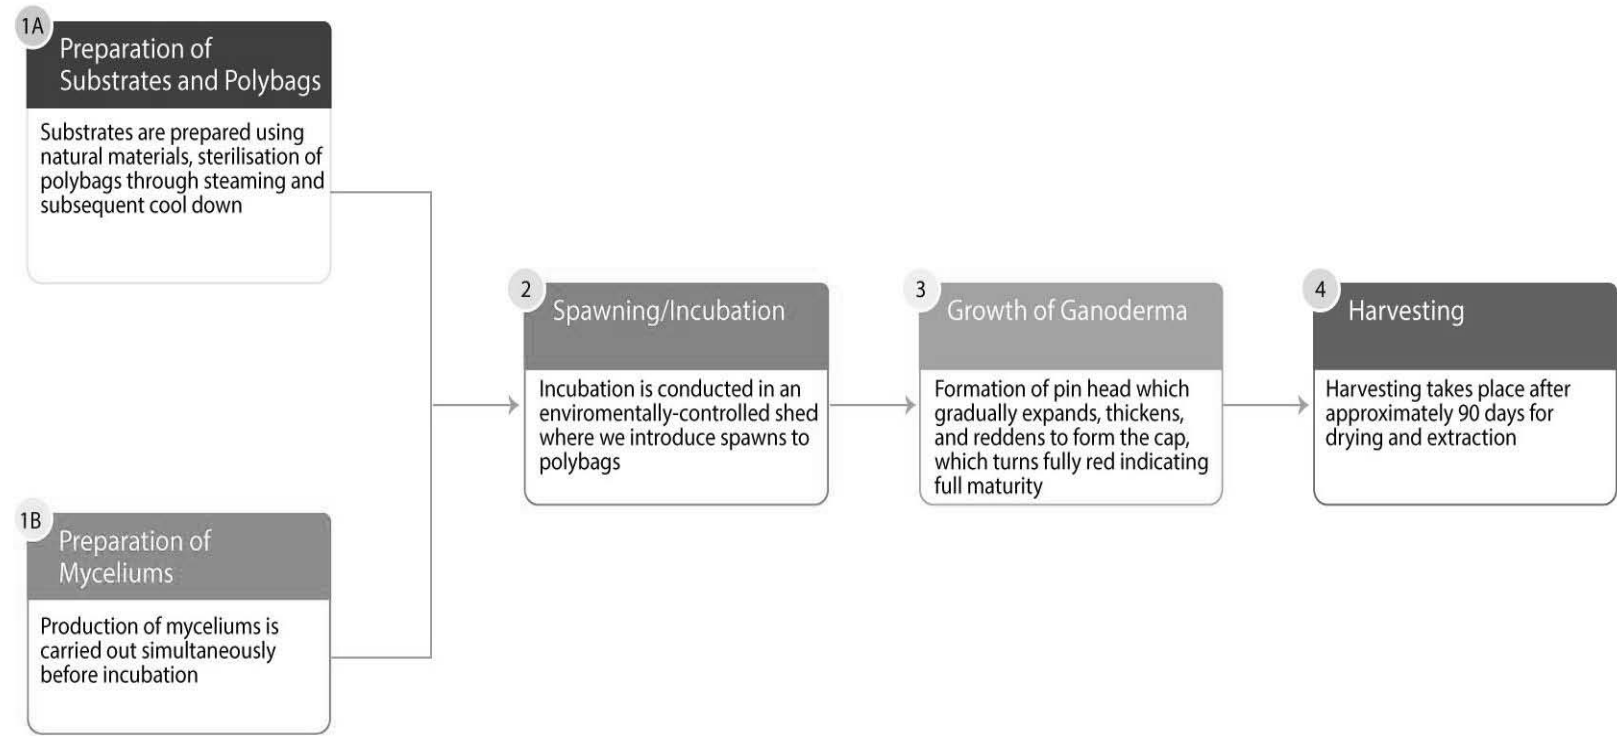 1A
Preparation of
Substrates and Polybags
Substrates are prepared using
natural materials, sterilisation of
polybags through steaming and
subsequent cool down
1B
Preparation of
Myceliums
Production of myceliums is
carried out simultaneously
before incubation
2
Spawning/Incubation
Incubation is conducted in an
enviromentally-controlled shed
where we introduce spawns to
polybags
3
Growth of Ganoderma
Formation of pin head which
gradually expands, thickens,
and reddens to form the cap,
which turns fully red indicating
full maturity
4
Harvesting
Harvesting takes place after
approximately 90 days for
drying and extraction